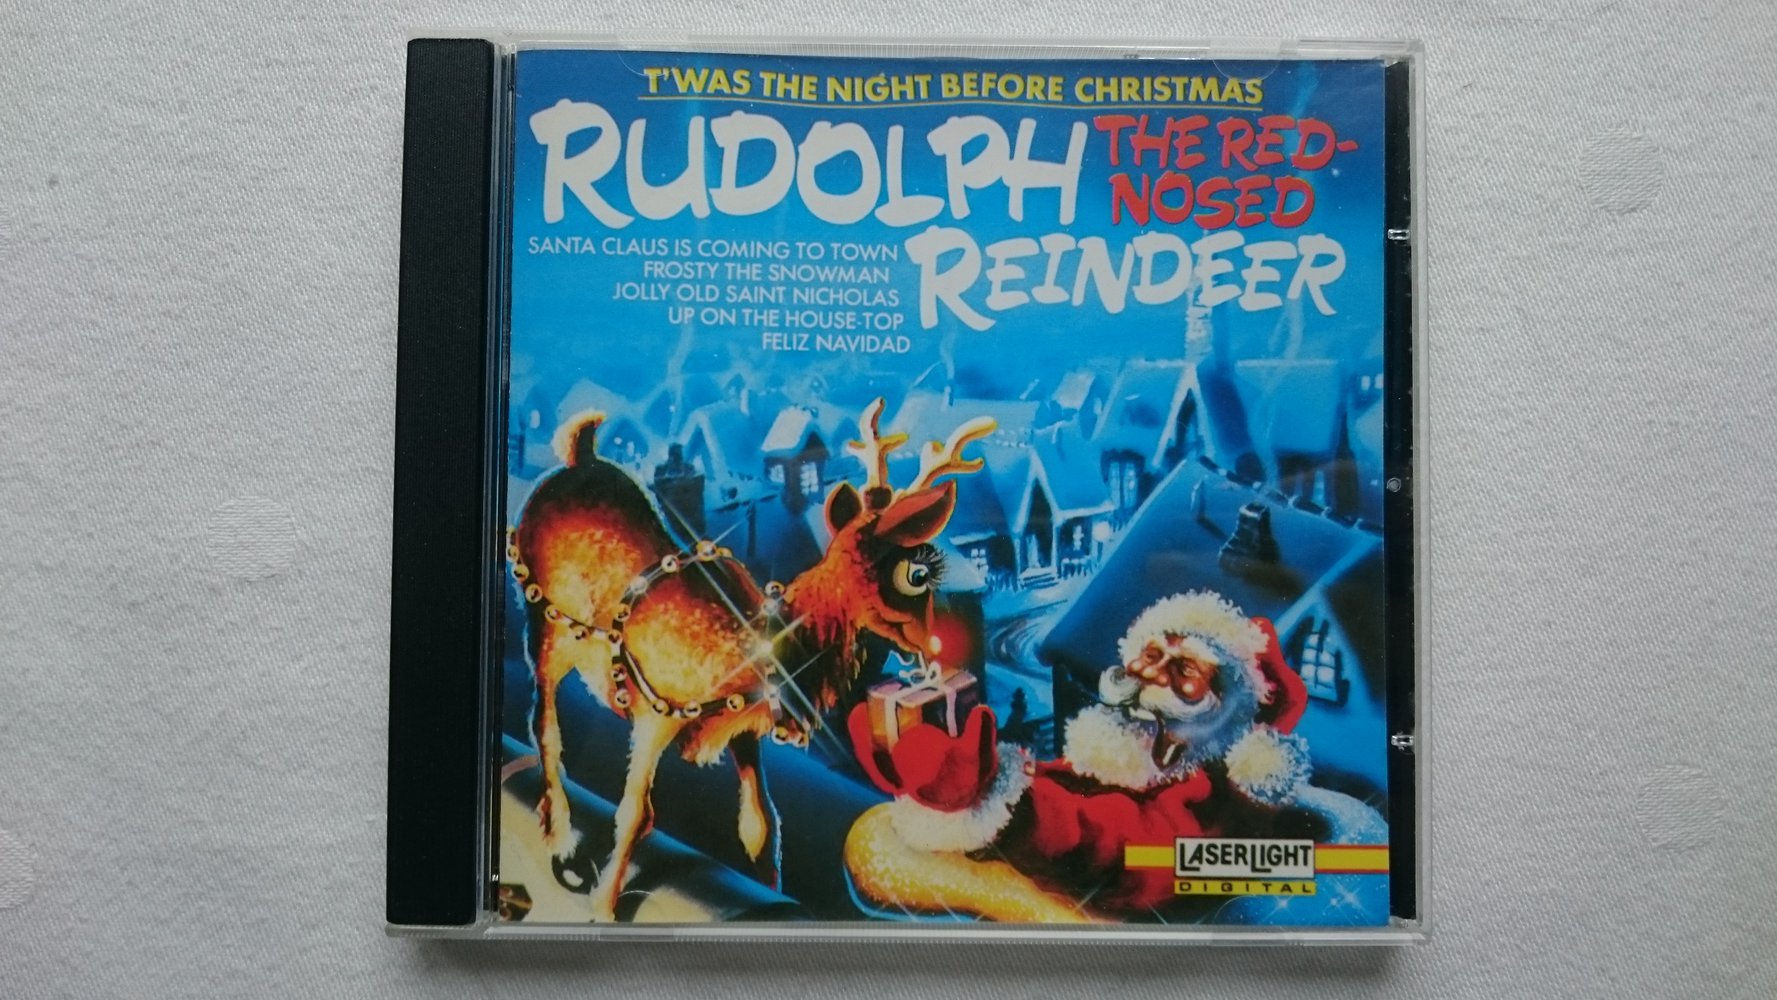 T'WAS THE NIGHT BEFORE CHRISTMAS
RUDOLPH THE RED-
NOSED
REINDEER
SANTA CLAUS IS COMING TO TOWN
FROSTY THE SNOWMAN
JOLLY OLD SAINT NICHOLAS
UP ON THE HOUSE-TOP
FELIZ NAVIDAD
LASERLIGHT
DIGITAL